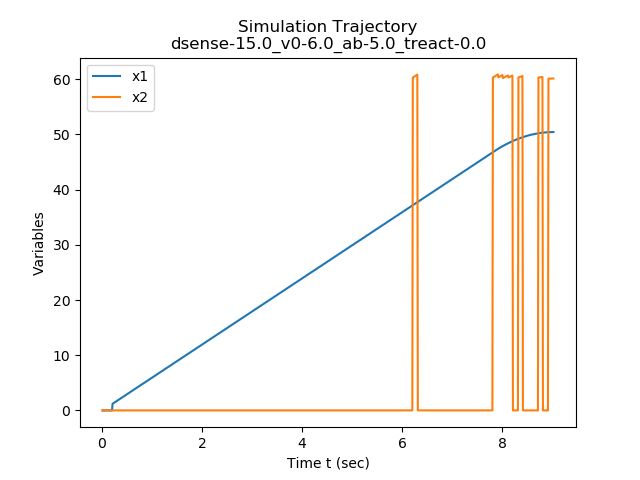 Simulation Trajectory
dsense-15.0_v0-6.0_ab-5.0_treact-0.0
x1
x2
60
50
40
30
20
10
0
Variables
0 2 4 6 8
Time t (sec)